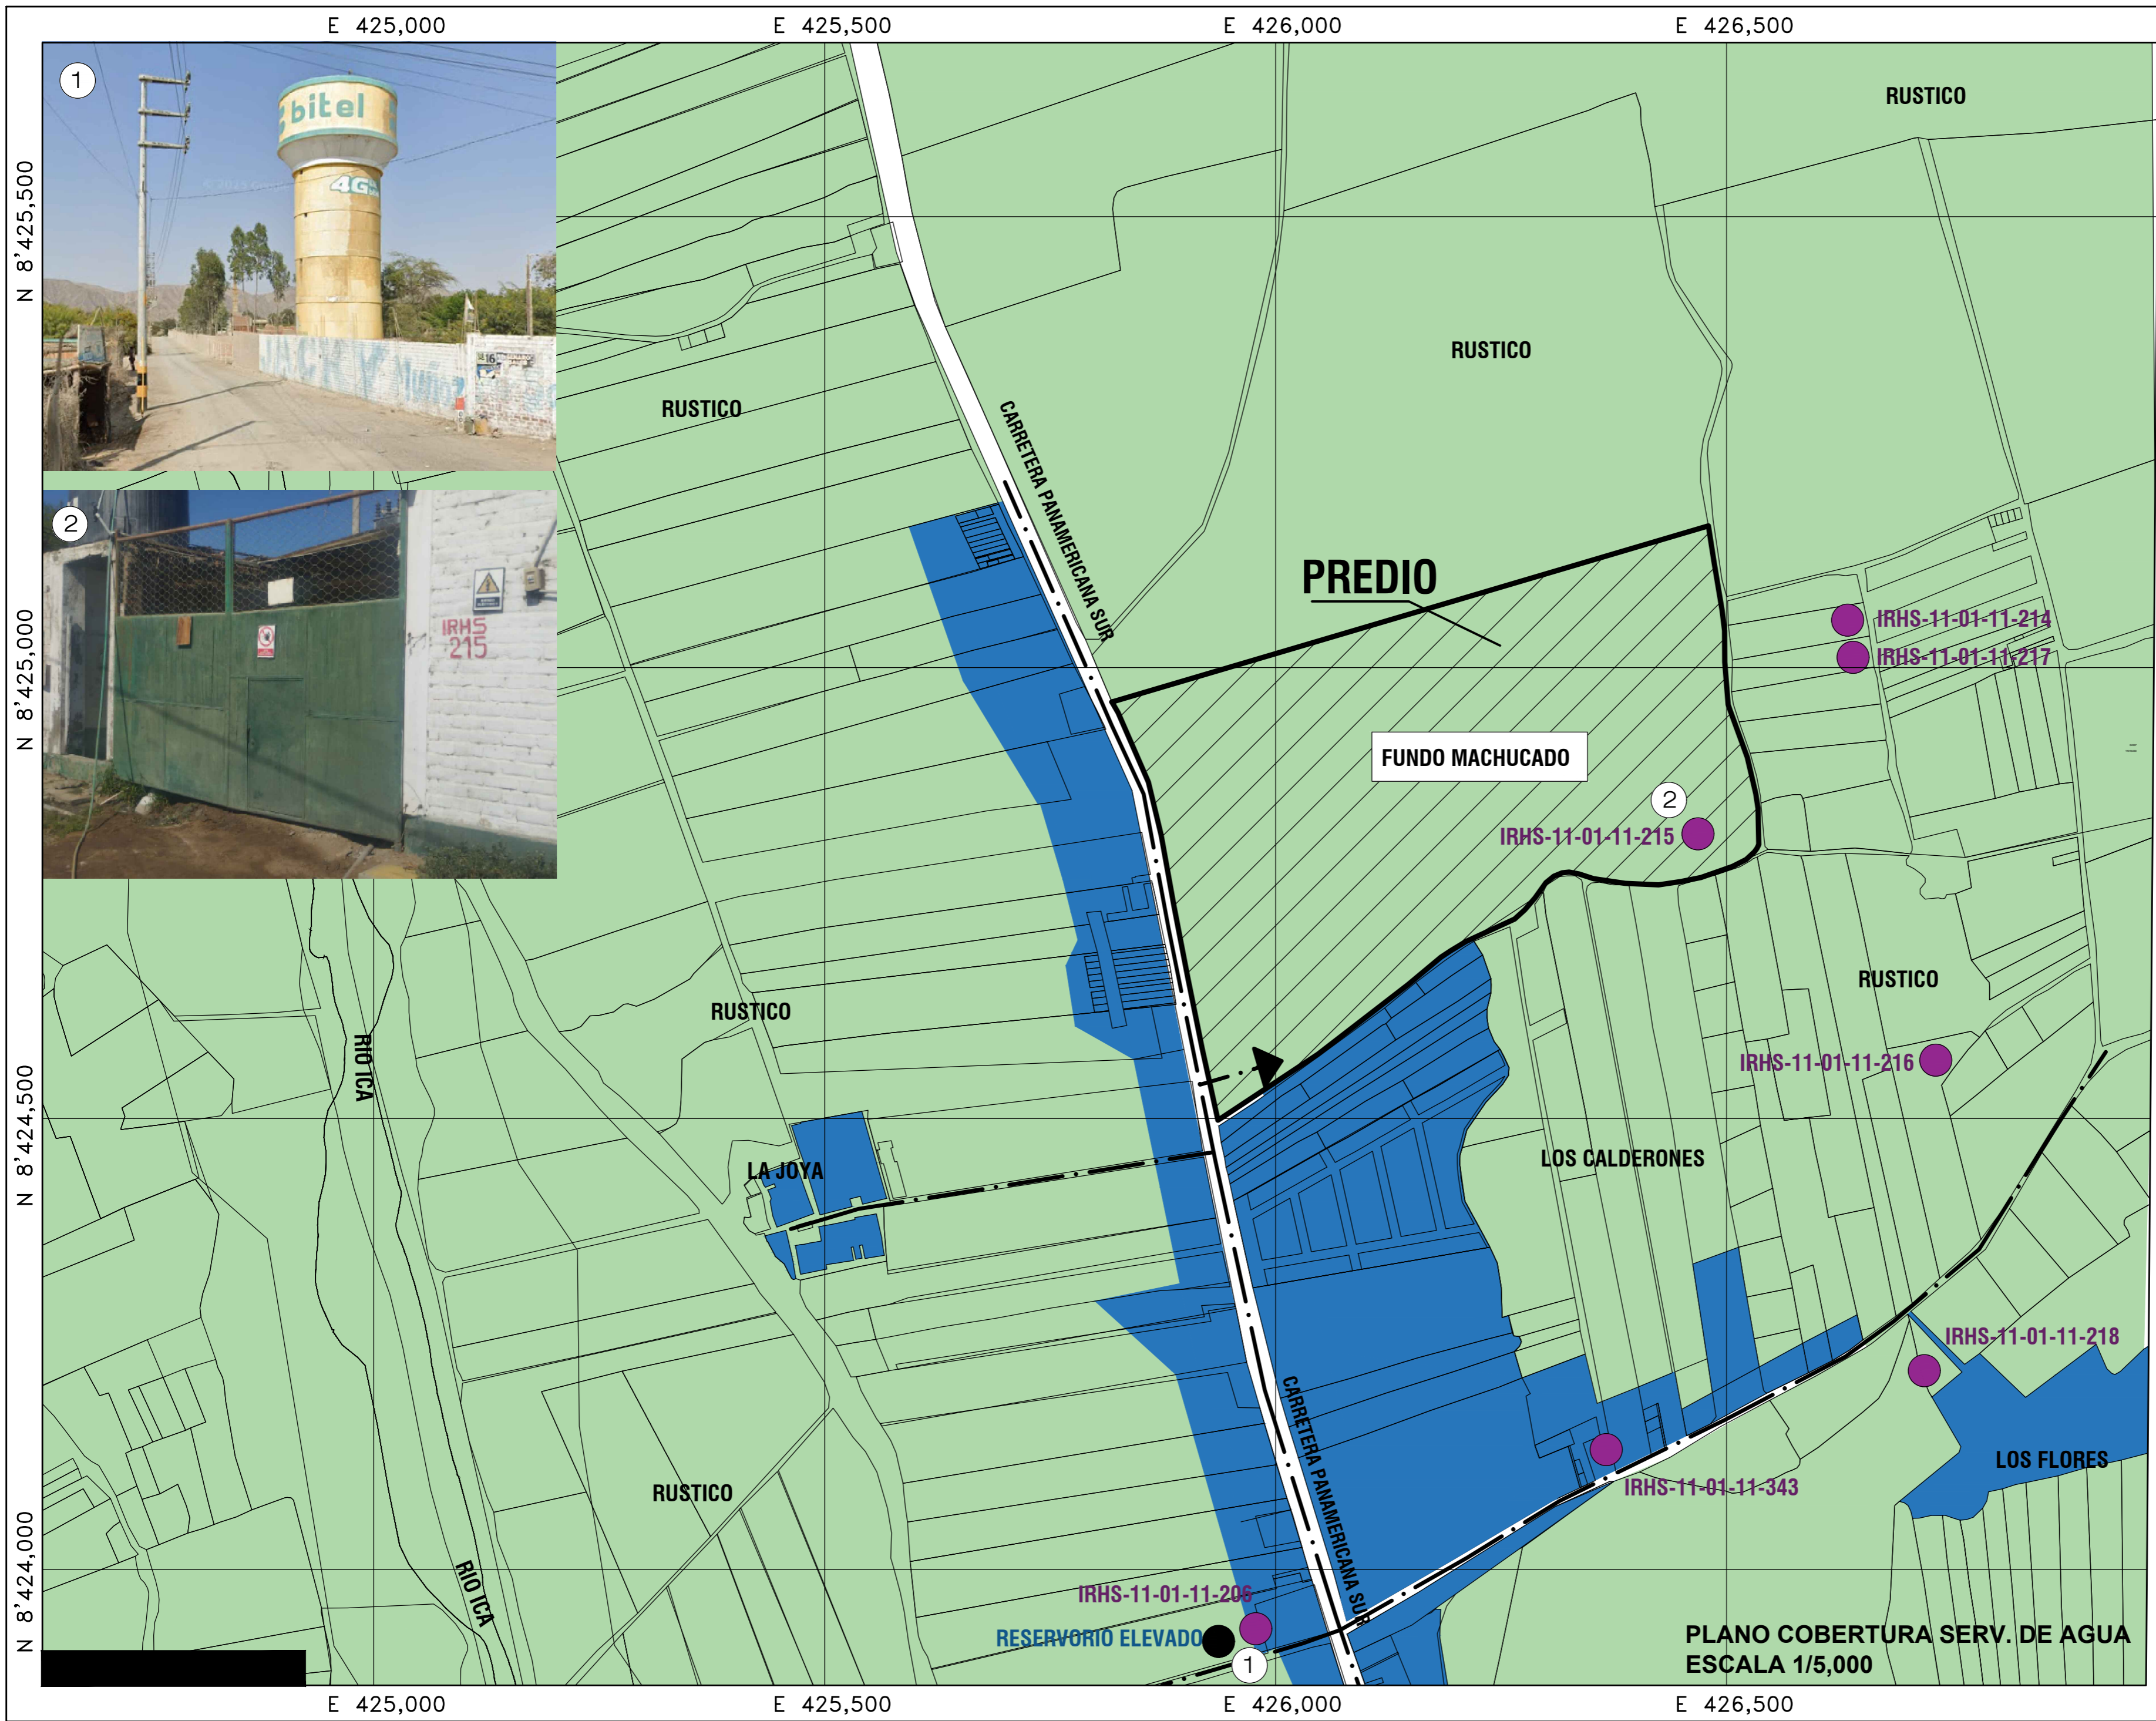 E 425,000
E 425,500
E 426,000
E 426,500
N 8'425,500
N 8'425,000
N 8'424,500
N 8'424,000
1
bitel
4G
2
IRHS
215
RUSTICO
RUSTICO
RUSTICO
CARRETERA PANAMERICANA SUR
PREDIO
IRHS-11-01-11-214
IRHS-11-01-11-217
FUNDO MACHUCADO
2
IRHS-11-01-11-215
RUSTICO
RUSTICO
RIO ICA
IRHS-11-01-11-216
LA JOYA
LOS CALDERONES
IRHS-11-01-11-218
CARRETERA PANAMERICANA SUR
LOS FLORES
RUSTICO
IRHS-11-01-11-343
RIO ICA
IRHS-11-01-11-206
RESERVORIO ELEVADO
1
PLANO COBERTURA SERV. DE AGUA
ESCALA 1/5,000
E 425,000
E 425,500
E 426,000
E 426,500